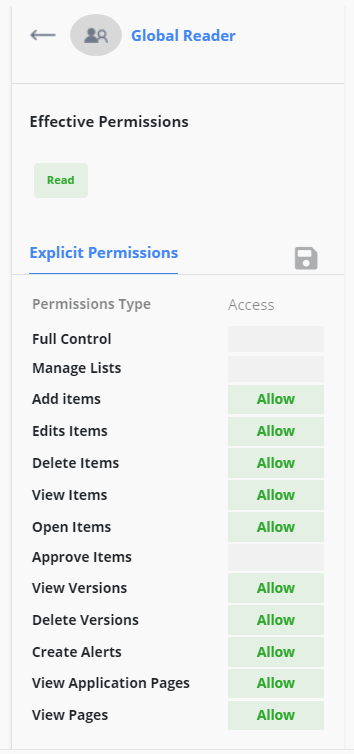 Global Reader
Effective Permissions
Read
Explicit Permissions
Permissions Type Access
Full Control
Manage Lists
Add items Allow
Edits Items Allow
Delete Items Allow
View Items Allow
Open Items Allow
Approve Items
View Versions Allow
Delete Versions Allow
Create Alerts Allow
View Application Pages Allow
View Pages Allow